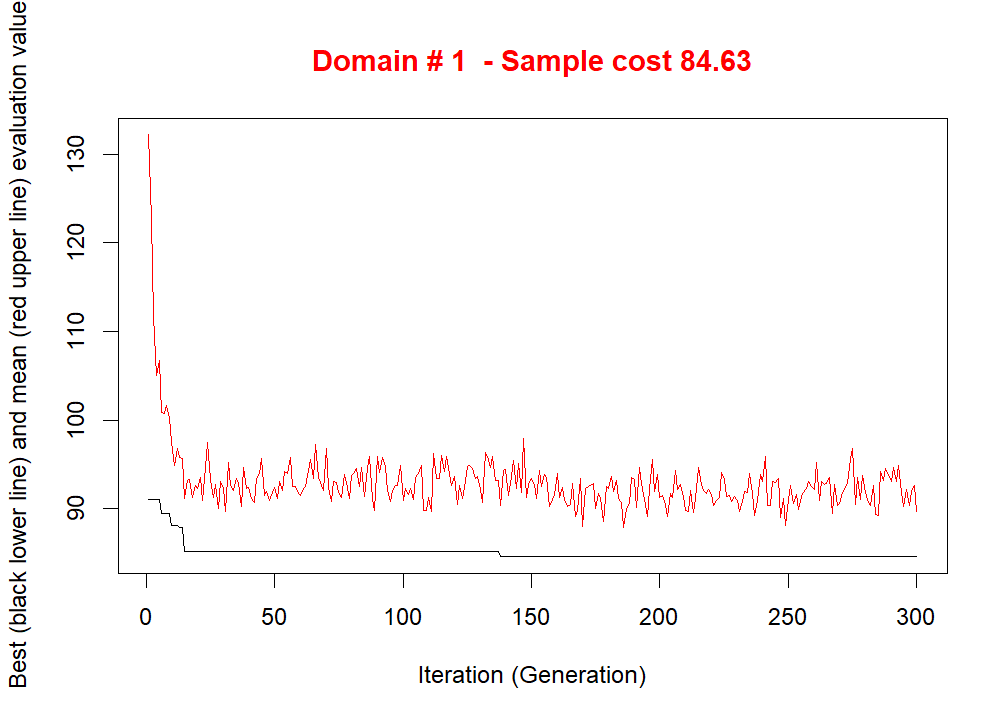 Domain # 1  - Sample cost 84.63
Best (black lower line) and mean (red upper line) evaluation value
130
120
110
100
90
0 50 100 150 200 250 300
Iteration (Generation)